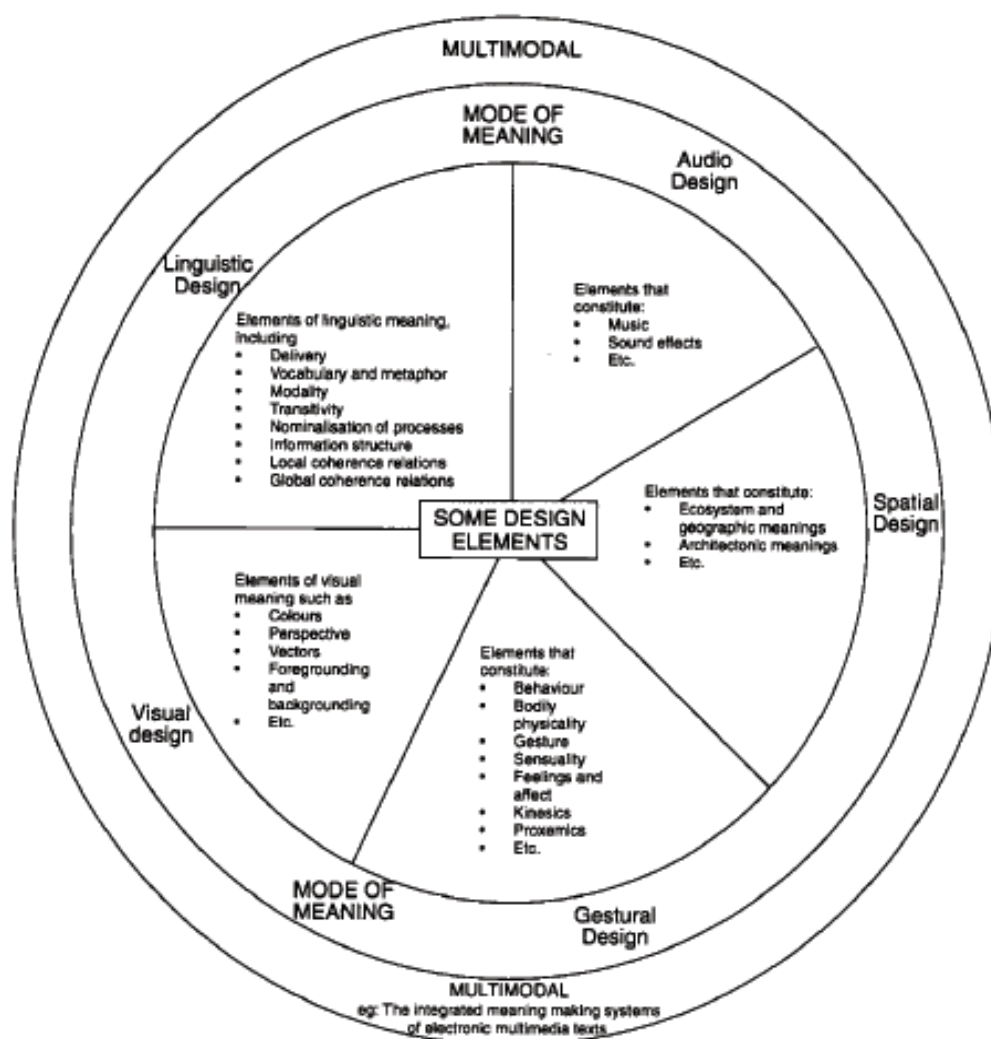 MULTIMODAL
MODE OF
MEANING
Audio
Design
Linguistic
Design
Elements that
constitute:
• Music
• Sound effects
• Etc.
Elements of linguistic meaning,
including
• Delivery
• Vocabulary and metaphor
• Modality
• Transitivity
• Nominalisation of processes
• Information structure
• Local coherence relations
• Global coherence relations
Elements that constitute:
• Ecosystem and
geographic meanings
• Architectonic meanings
• Etc.
Spatial
Design
SOME DESIGN
ELEMENTS
Elements of visual
meaning such as
• Colours
• Perspective
• Vectors
• Foregrounding
and
backgrounding
• Etc.
Visual
design
Elements that
constitute:
• Behaviour
• Bodily
physicality
• Gesture
• Sensuality
• Feelings and
affect
• Kinesics
• Proxemics
• Etc.
MODE OF
MEANING
Gestural
Design
MULTIMODAL
eg: The integrated meaning making systems
of electronic multimedia texts